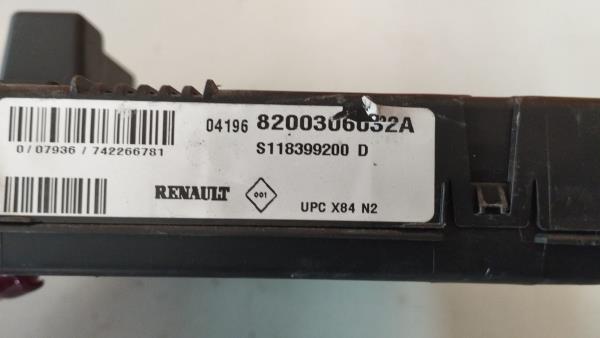 04196 8200306032A
0/07936/742266781
S118399200 D
RENAULT 001
UPC X84 N2